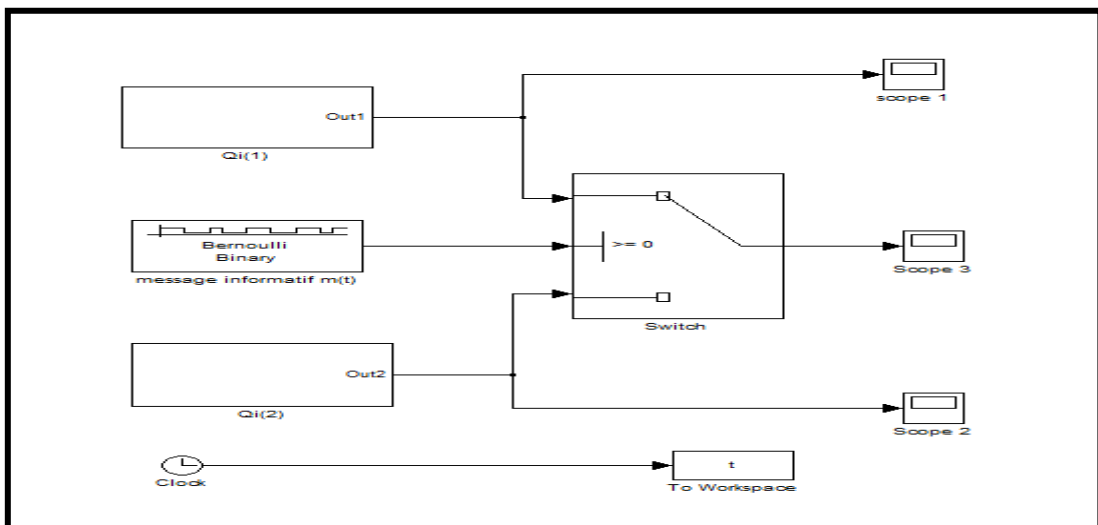 scope 1
Out1
Qi(1)
Bernoulli
Binary
message informatif m(t)
>= 0
Scope 3
Switch
Out2
Qi(2)
Scope 2
Clock
t
To Workspace